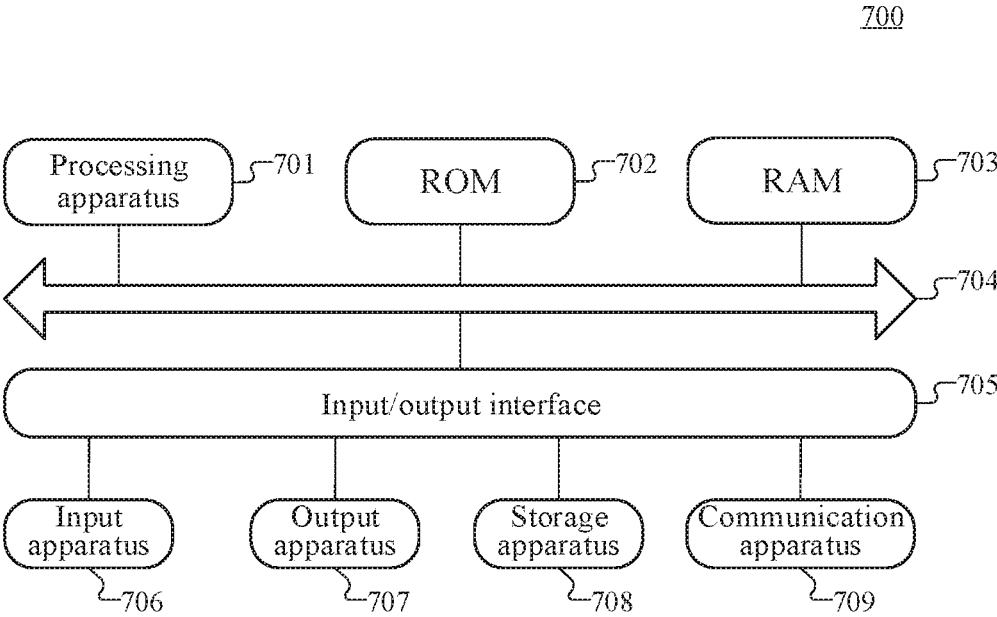 700
Processing
apparatus
701
ROM
702
RAM
703
704
Input/output interface
705
Input
apparatus
706
Output
apparatus
707
Storage
apparatus
708
Communication
apparatus
709